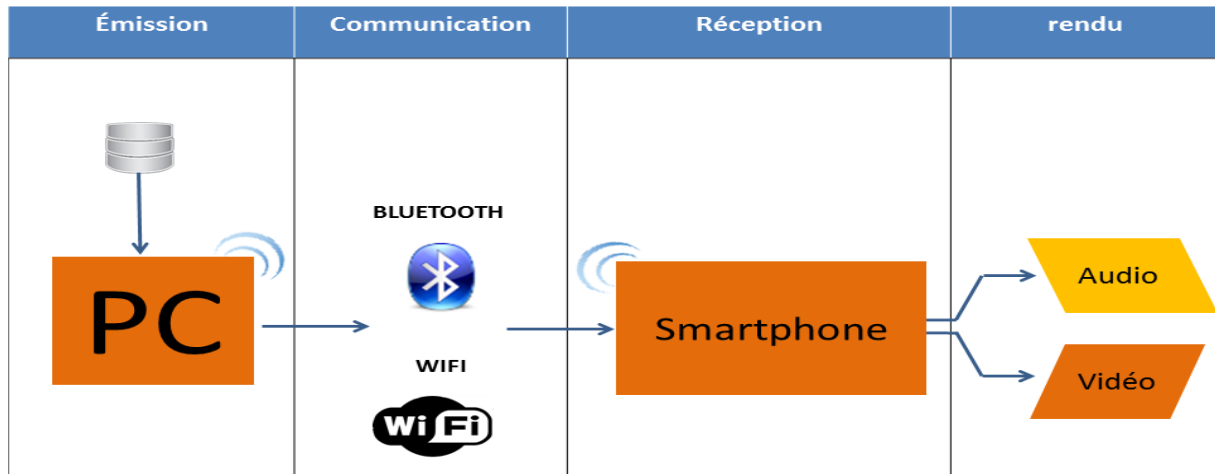 Émission
Communication
Réception
rendu
BLUETOOTH
PC
WIFI
Wi Fi
Smartphone
Audio
Vidéo